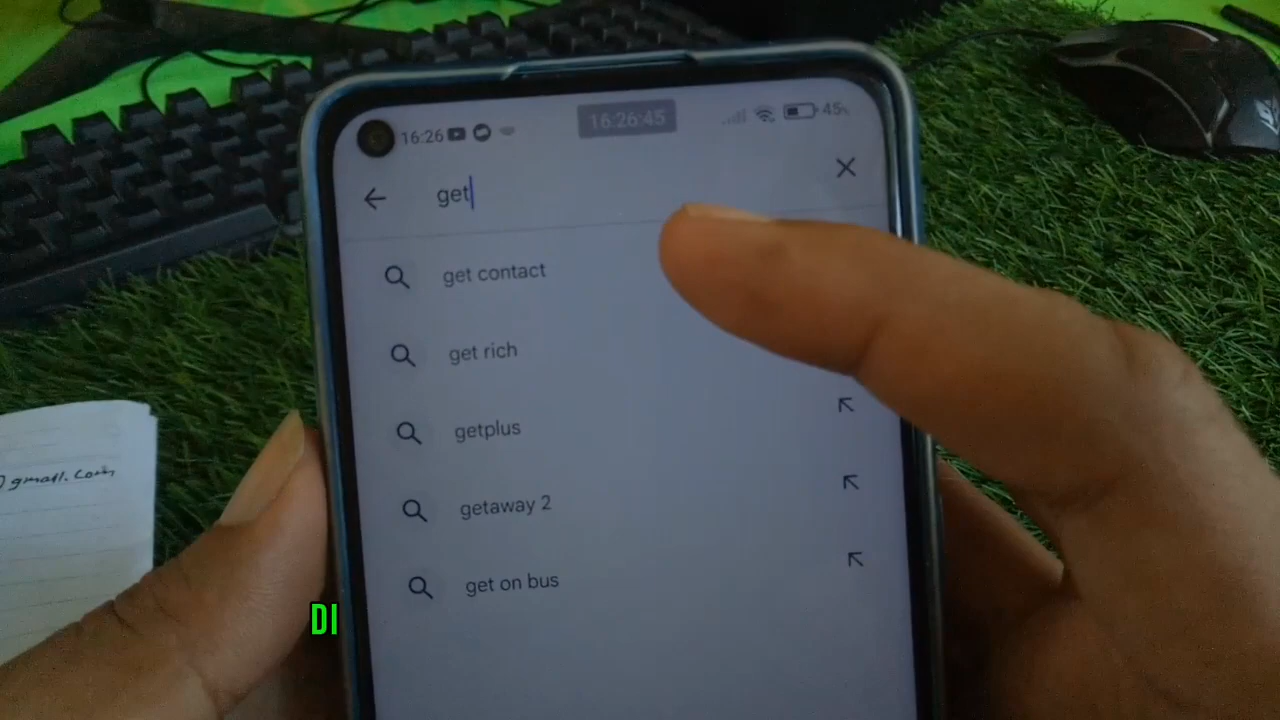 16:26 16:26:45 45%
get
get contact
get rich
getplus
getaway 2
get on bus
gmail.com
DI